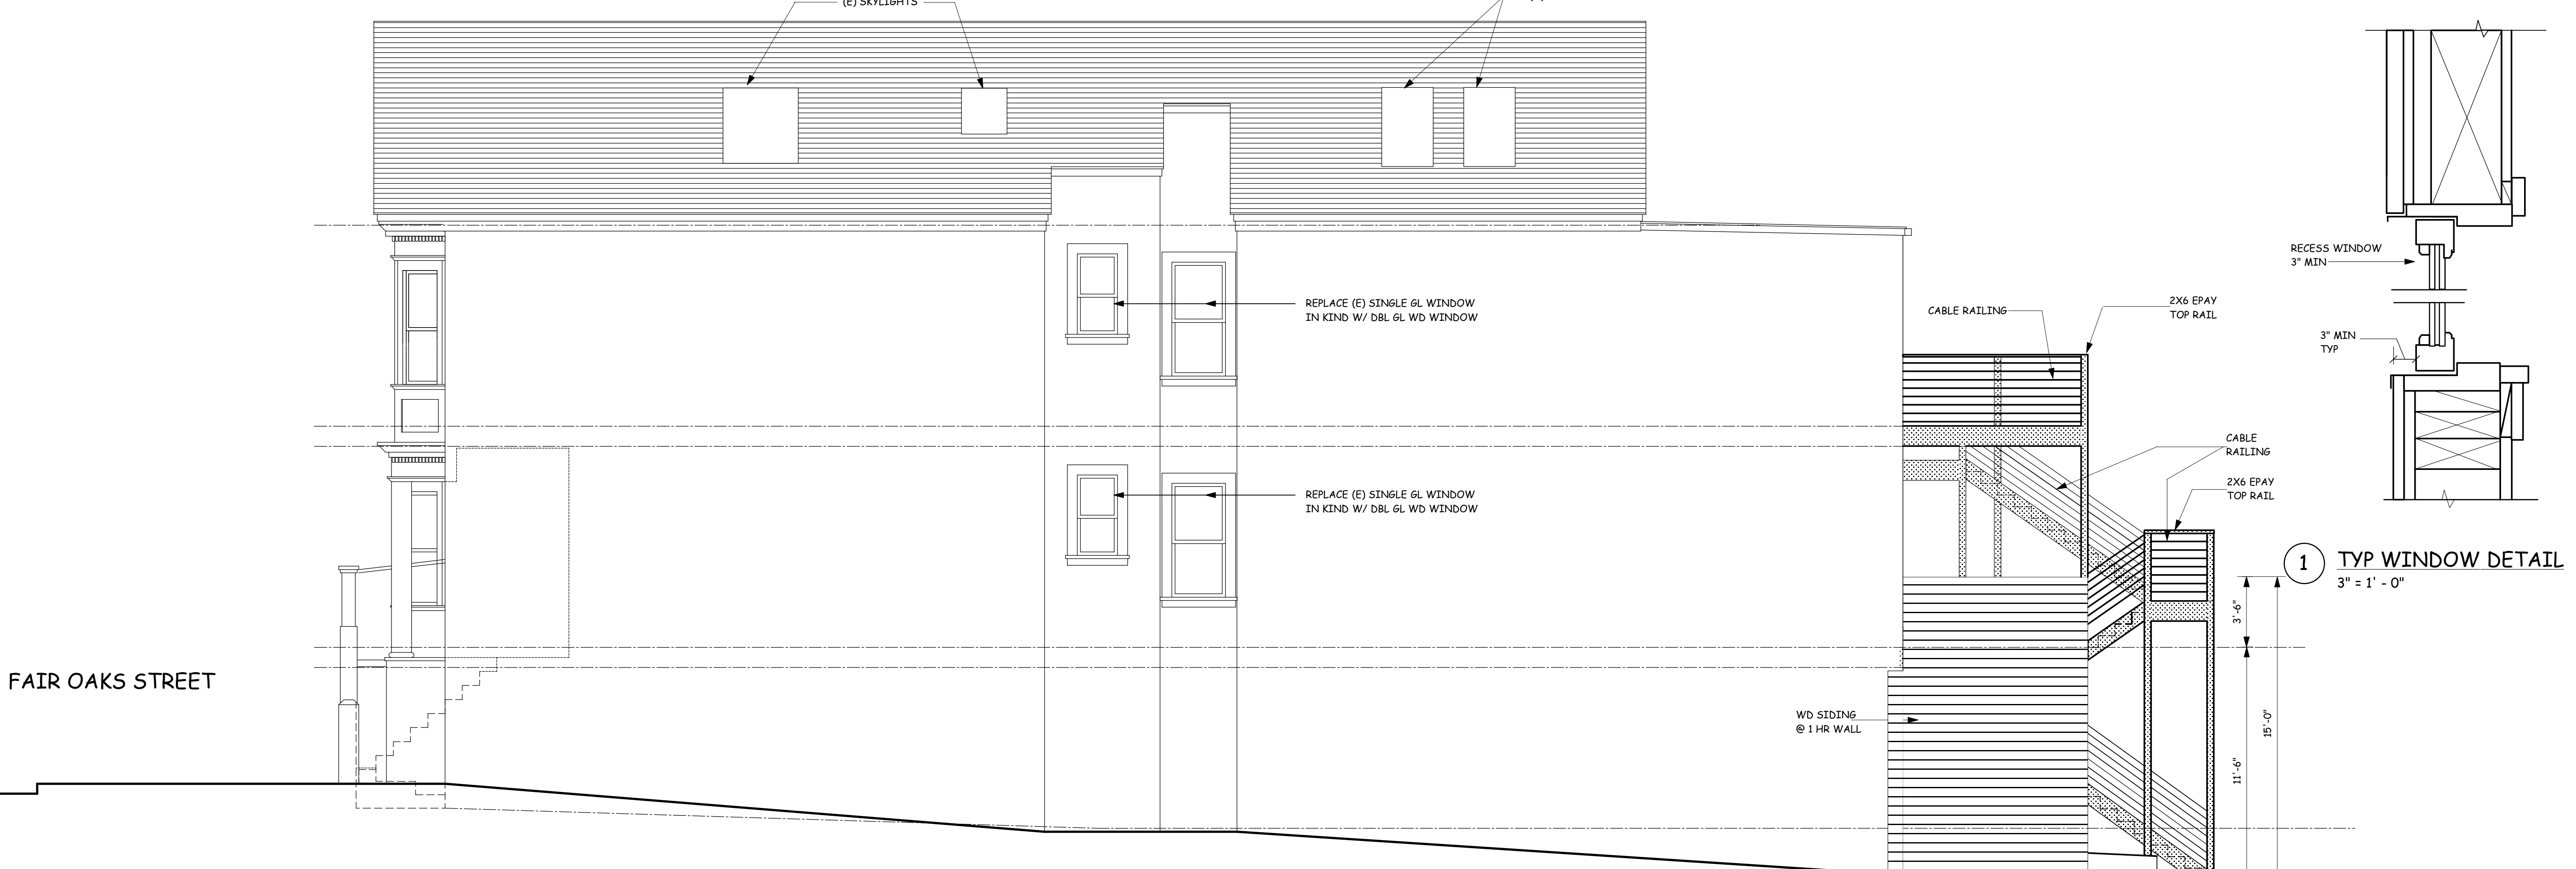 (E) SKYLIGHTS
RECESS WINDOW
3" MIN
REPLACE (E) SINGLE GL WINDOW
IN KIND W/ DBL GL WD WINDOW
CABLE RAILING
2X6 EPAY
TOP RAIL
3" MIN
TYP
CABLE
RAILING
REPLACE (E) SINGLE GL WINDOW
IN KIND W/ DBL GL WD WINDOW
2X6 EPAY
TOP RAIL
1
TYP WINDOW DETAIL
3" = 1' - 0"
3'-6"
FAIR OAKS STREET
WD SIDING
@ 1 HR WALL
15'-0"
11'-6"